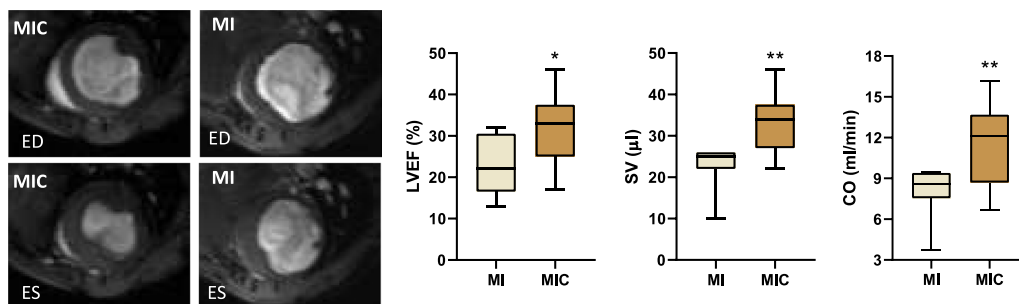 MIC
ED
MI
ED
MIC
ES
MI
ES
LVEF (%)
50
40
30
20
10
0
*
MI
MIC
SV (µl)
50
40
30
20
10
0
**
MI
MIC
CO (ml/min)
18
15
12
9
6
3
**
MI
MIC